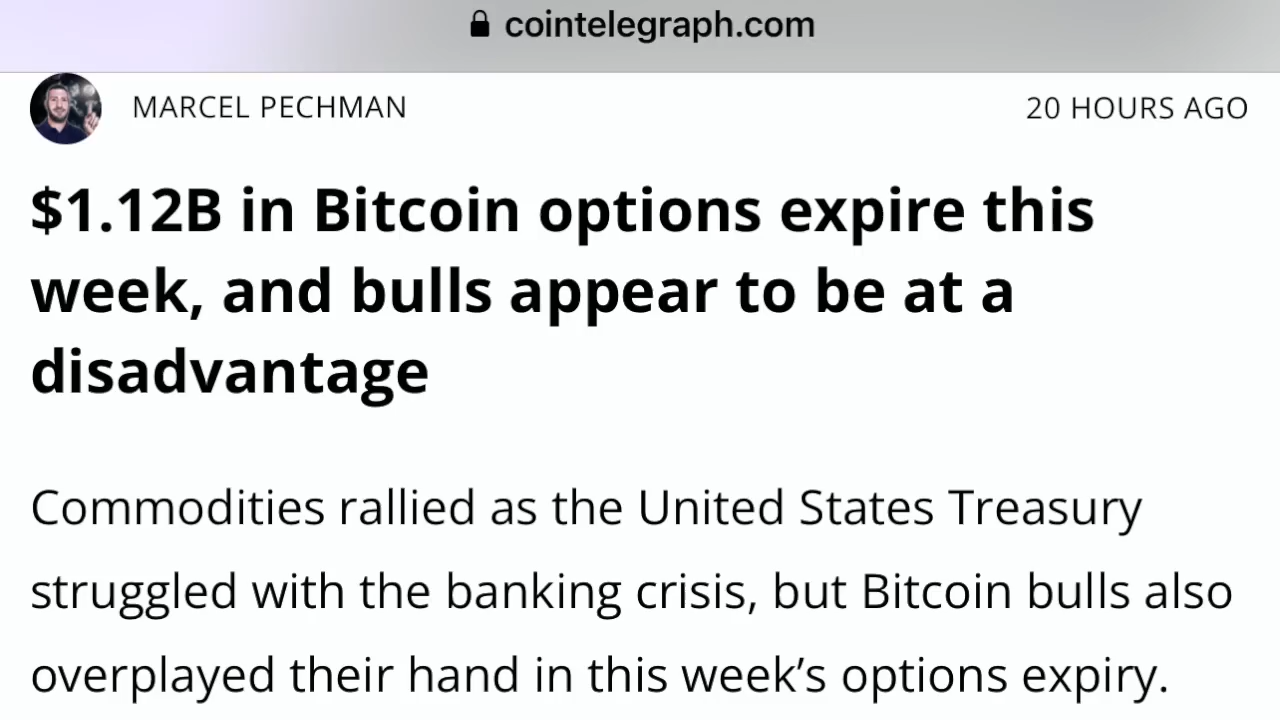 cointelegraph.com
MARCEL PECHMAN
20 HOURS AGO
$1.12B in Bitcoin options expire this
week, and bulls appear to be at a
disadvantage
Commodities rallied as the United States Treasury
struggled with the banking crisis, but Bitcoin bulls also
overplayed their hand in this week’s options expiry.